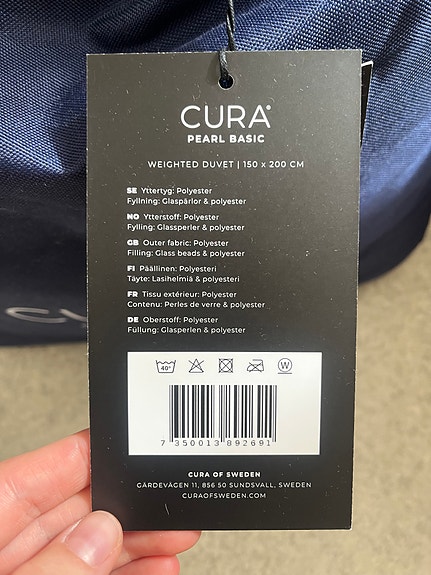 CURA®
PEARL BASIC
WEIGHTED DUVET | 150 x 200 CM
SE Yttertyg: Polyester
Fyllning: Glaspärlor & polyester
NO Ytterstoff: Polyester
Fylling: Glassperler & polyester
GB Outer fabric: Polyester
Filling: Glass beads & polyester
FI Päällinen: Polyesteri
Täyte: Lasihelmiä & polyesteri
FR Tissu extérieur: Polyester
Contenu: Perles de verre & polyester
DE Oberstoff: Polyester
Füllung: Glasperlen & polyester
40° W
7 350013 892691
CURA OF SWEDEN
GÄRDEVÄGEN 11, 856 50 SUNDSVALL, SWEDEN
CURAOFSWEDEN.COM